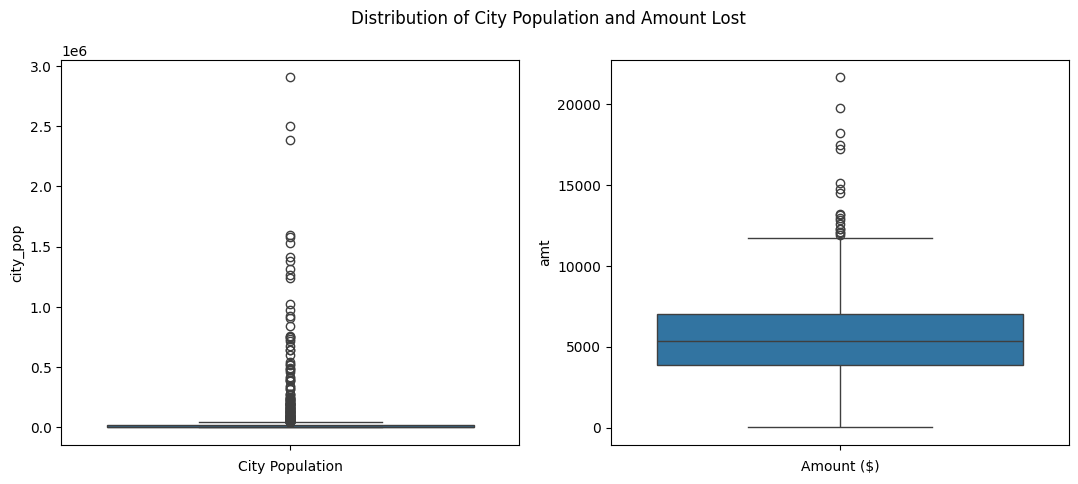 Distribution of City Population and Amount Lost
1e6
3.0
2.5
2.0
1.5
1.0
0.5
0.0
city_pop
City Population
20000
15000
10000
5000
0
amt
Amount ($)